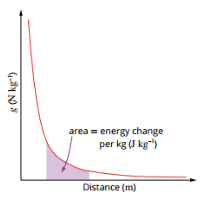 g (N kg⁻¹)
area = energy change
per kg (J kg⁻¹)
Distance (m)